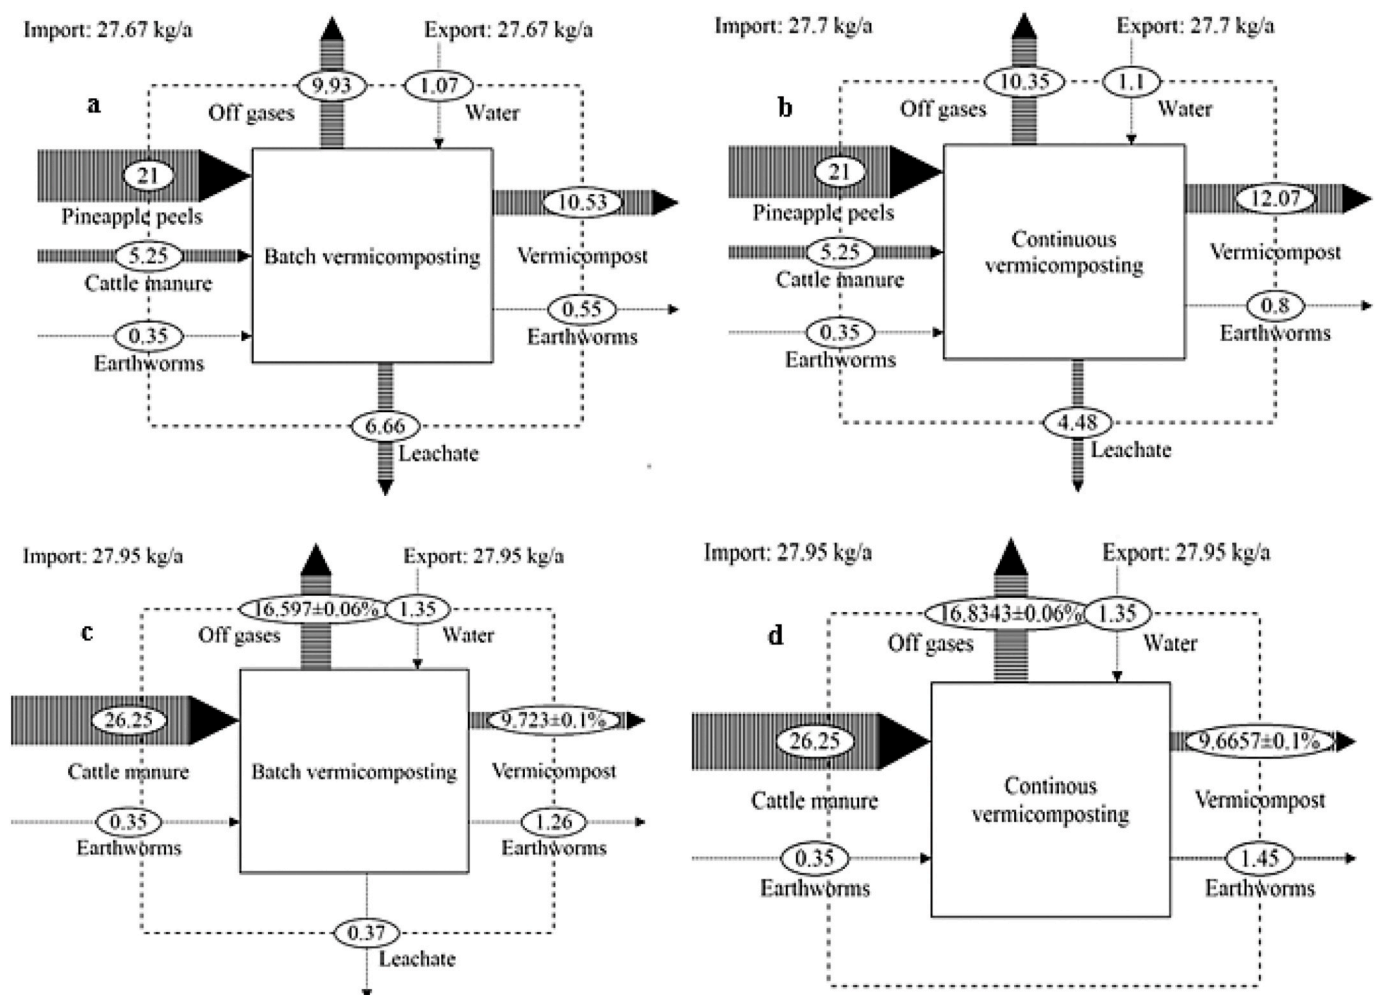 Import: 27.67 kg/a
Export: 27.67 kg/a
a
9.93
1.07
Off gases
Water
21
Pineapple peels
10.53
5.25
Cattle manure
Batch vermicomposting
Vermicompost
0.35
Earthworms
0.55
Earthworms
6.66
Leachate
Import: 27.7 kg/a
Export: 27.7 kg/a
b
10.35
1.1
Off gases
Water
21
Pineapple peels
12.07
5.25
Cattle manure
Continuous
vermicomposting
Vermicompost
0.35
Earthworms
0.8
Earthworms
4.48
Leachate
Import: 27.95 kg/a
Export: 27.95 kg/a
c
16.597±0.06%
1.35
Off gases
Water
26.25
Cattle manure
9.723±0.1%
Batch vermicomposting
Vermicompost
0.35
Earthworms
1.26
Earthworms
0.37
Leachate
Import: 27.95 kg/a
Export: 27.95 kg/a
d
16.8343±0.06%
1.35
Off gases
Water
26.25
Cattle manure
9.6657±0.1%
Continous
vermicomposting
Vermicompost
0.35
Earthworms
1.45
Earthworms